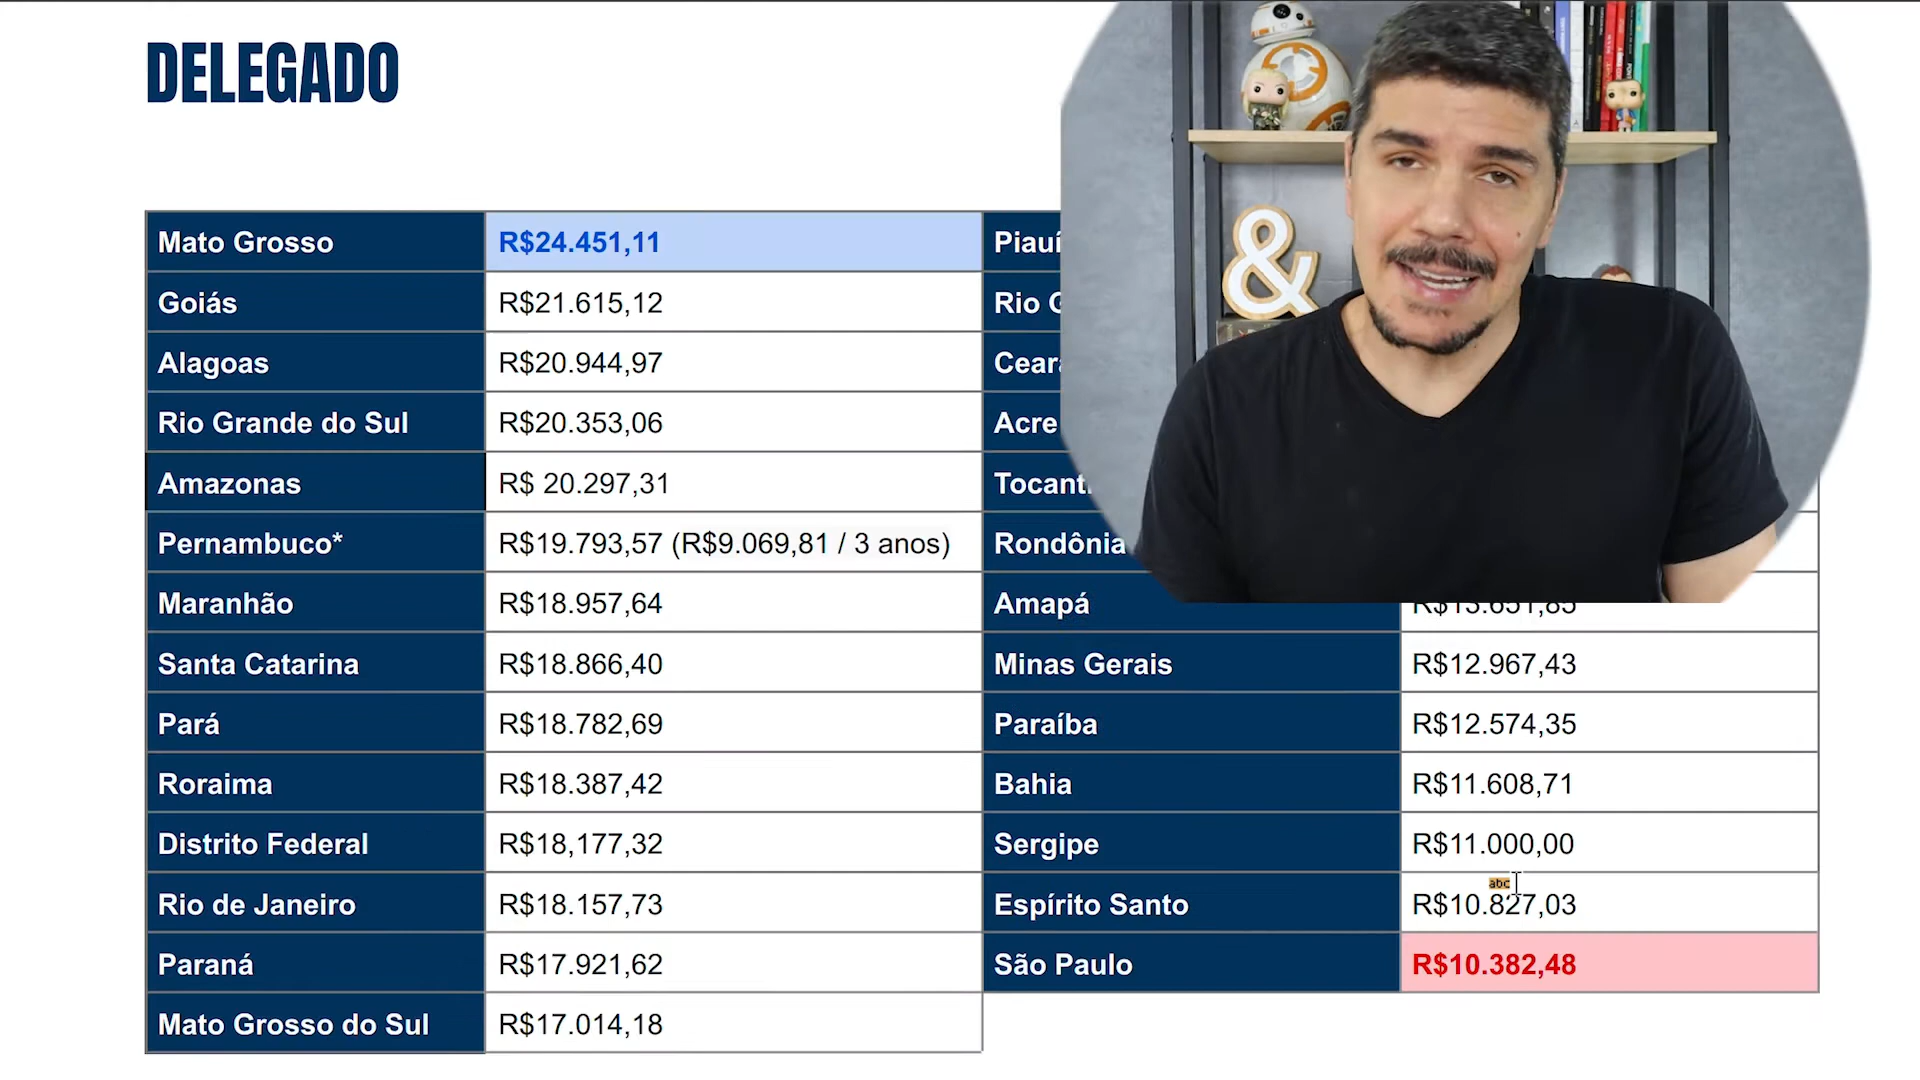 DELEGADO
Mato Grosso R$24.451,11 Piauí
Goiás R$21.615,12 Rio
Alagoas R$20.944,97
Rio Grande do Sul R$20.353,06 Acre
Amazonas R$ 20.297,31
Pernambuco* R$19.793,57 (R$9.069,81 / 3 anos) Rondônia
Maranhão R$18.957,64 Amapá R$13.651,85
Santa Catarina R$18.866,40 Minas Gerais R$12.967,43
Pará R$18.782,69 Paraíba R$12.574,35
Roraima R$18.387,42 Bahia R$11.608,71
Distrito Federal R$18,177,32 Sergipe R$11.000,00
abc
Rio de Janeiro R$18.157,73 Espírito Santo R$10.827,03
Paraná R$17.921,62 São Paulo R$10.382,48
Mato Grosso do Sul R$17.014,18
&